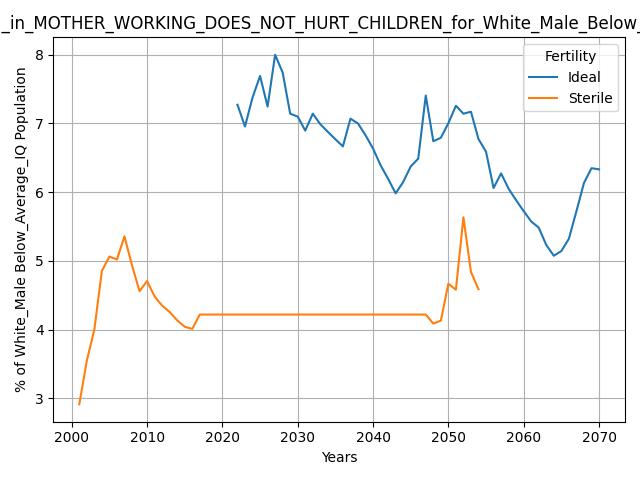 _in_MOTHER_WORKING_DOES_NOT_HURT_CHILDREN_for_White_Male_Below_
Fertility
Ideal
Sterile
% of White_Male Below_Average_IQ Population
8
7
6
5
4
3
2000 2010 2020 2030 2040 2050 2060 2070
Years